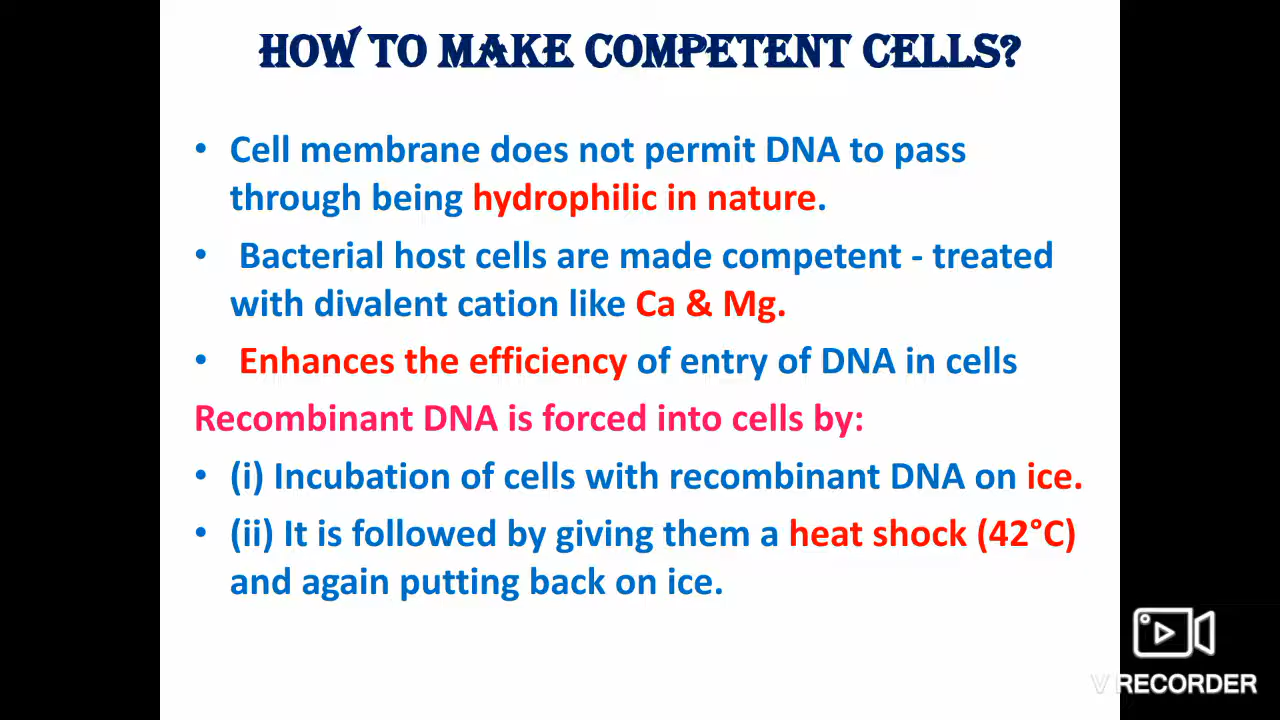 HOW TO MAKE COMPETENT CELLS?
• Cell membrane does not permit DNA to pass
through being hydrophilic in nature.
• Bacterial host cells are made competent - treated
with divalent cation like Ca & Mg.
• Enhances the efficiency of entry of DNA in cells
Recombinant DNA is forced into cells by:
• (i) Incubation of cells with recombinant DNA on ice.
• (ii) It is followed by giving them a heat shock (42°C)
and again putting back on ice.
V RECORDER